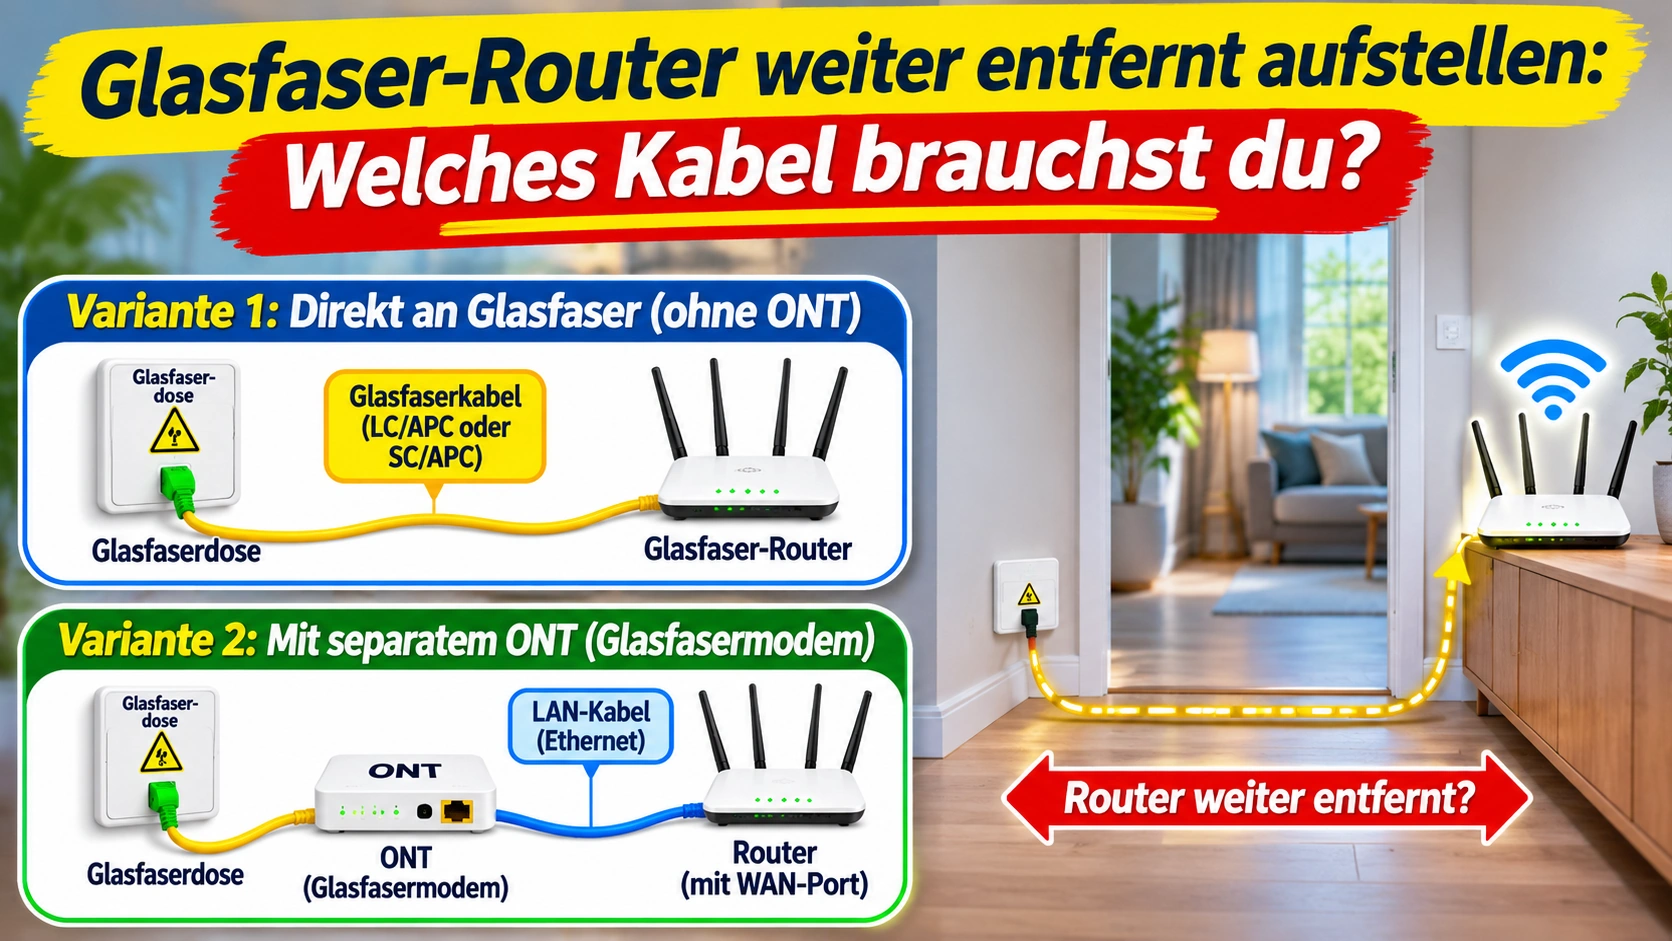 Glasfaser-Router weiter entfernt aufstellen:
Welches Kabel brauchst du?
Variante 1: Direkt an Glasfaser (ohne ONT)
Glasfaser-
dose
Glasfaserkabel
(LC/APC oder
SC/APC)
Glasfaserdose
Glasfaser-Router
Variante 2: Mit separatem ONT (Glasfasermodem)
Glasfaser-
dose
ONT
LAN-Kabel
(Ethernet)
Glasfaserdose
ONT
(Glasfasermodem)
Router
(mit WAN-Port)
Router weiter entfernt?